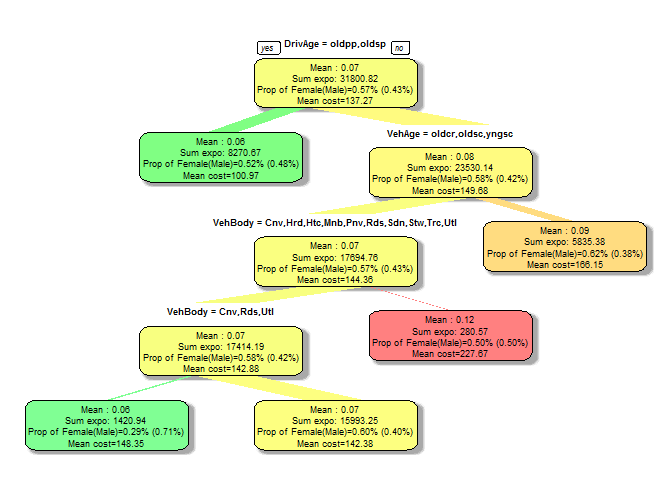 yes DrivAge = oldpp,oldsp no
Mean : 0.07
Sum expo: 31800.82
Prop of Female(Male)=0.57% (0.43%)
Mean cost=137.27
VehAge = oldcr,oldsc,yngsc
Mean : 0.06
Sum expo: 8270.67
Prop of Female(Male)=0.52% (0.48%)
Mean cost=100.97
Mean : 0.08
Sum expo: 23530.14
Prop of Female(Male)=0.58% (0.42%)
Mean cost=149.68
VehBody = Cnv,Hrd,Htc,Mnb,Pnv,Rds,Sdn,Stw,Trc,Utl
Mean : 0.07
Sum expo: 17694.76
Prop of Female(Male)=0.57% (0.43%)
Mean cost=144.36
Mean : 0.09
Sum expo: 5835.38
Prop of Female(Male)=0.62% (0.38%)
Mean cost=166.15
VehBody = Cnv,Rds,Utl
Mean : 0.07
Sum expo: 17414.19
Prop of Female(Male)=0.58% (0.42%)
Mean cost=142.88
Mean : 0.12
Sum expo: 280.57
Prop of Female(Male)=0.50% (0.50%)
Mean cost=227.67
Mean : 0.06
Sum expo: 1420.94
Prop of Female(Male)=0.29% (0.71%)
Mean cost=148.35
Mean : 0.07
Sum expo: 15993.25
Prop of Female(Male)=0.60% (0.40%)
Mean cost=142.38